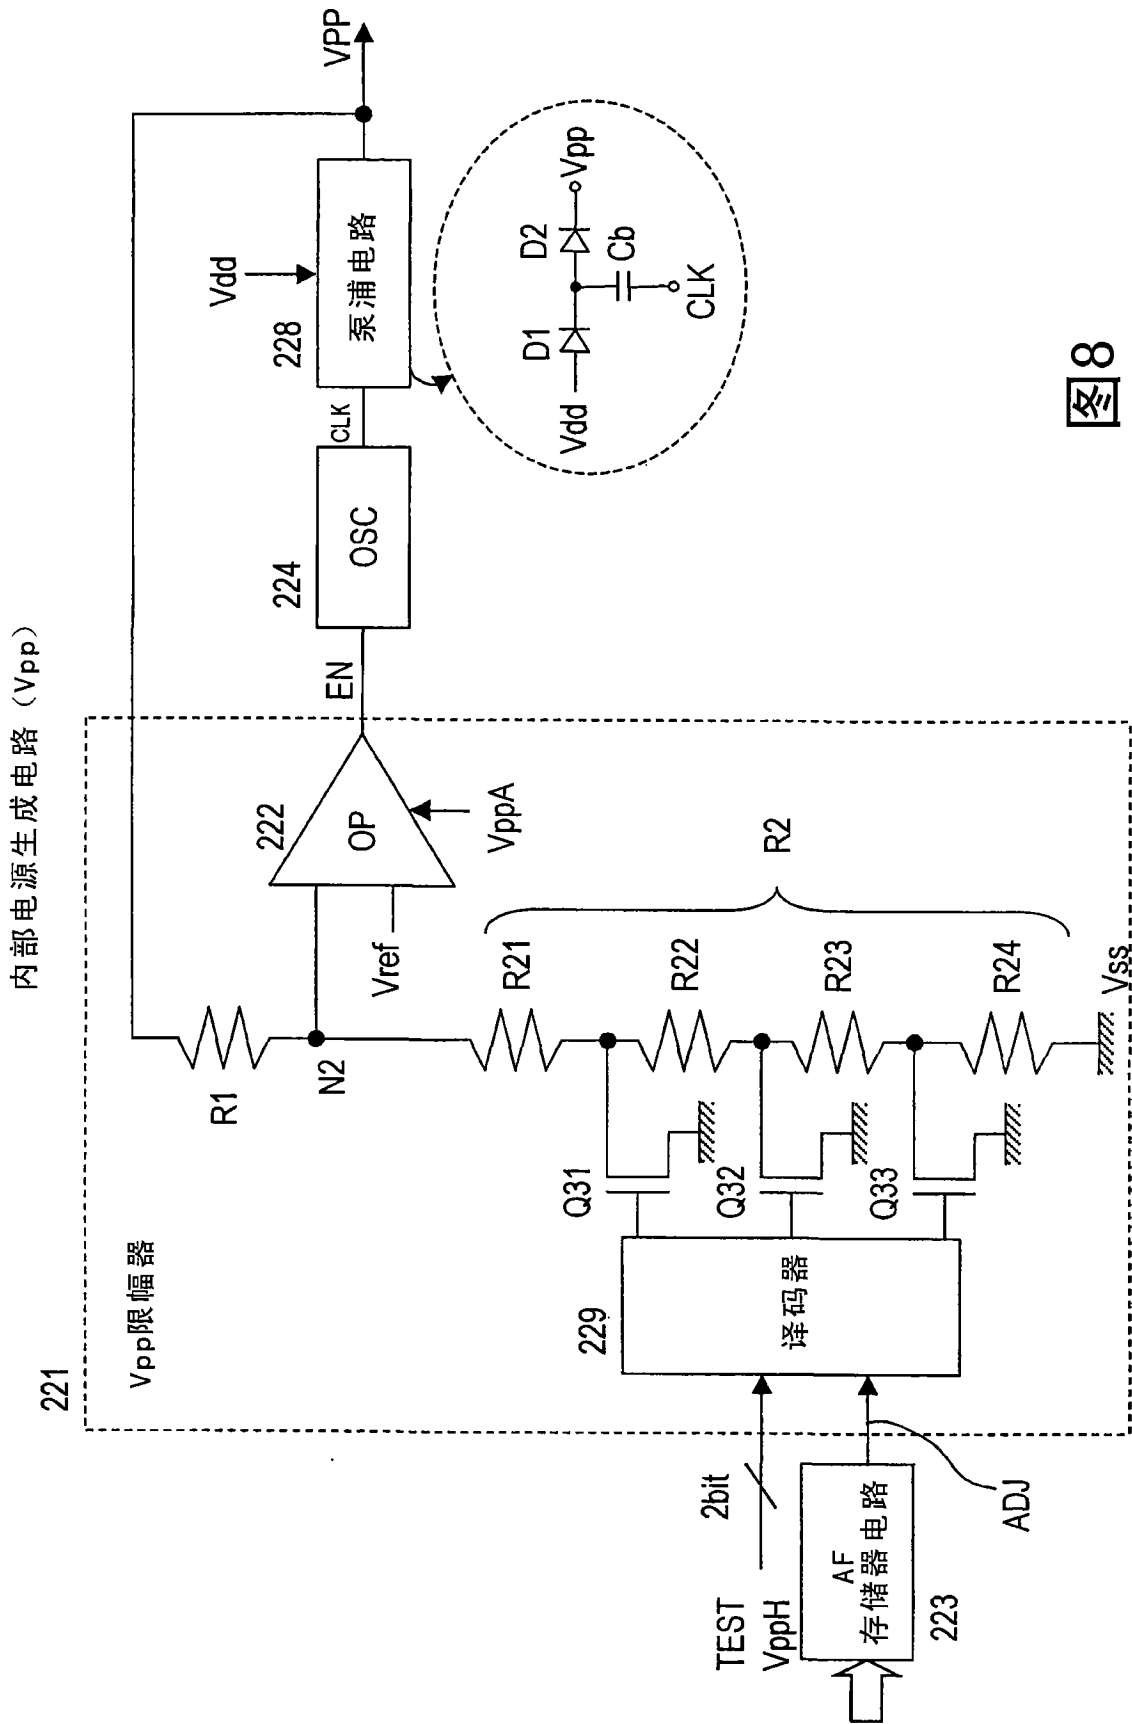 内部电源生成电路（Vpp）
221
Vpp限幅器
R1
N2
222
OP
Vref
VppA
EN
224
OSC
CLK
228
泵浦电路
Vdd
VPP
Vdd
D1
D2
Vpp
Cb
CLK
R21
R22
R23
R24
R2
Vss
Q31
Q32
Q33
229
译码器
2bit
TEST
VppH
AF
存储器电路
223
ADJ
图8